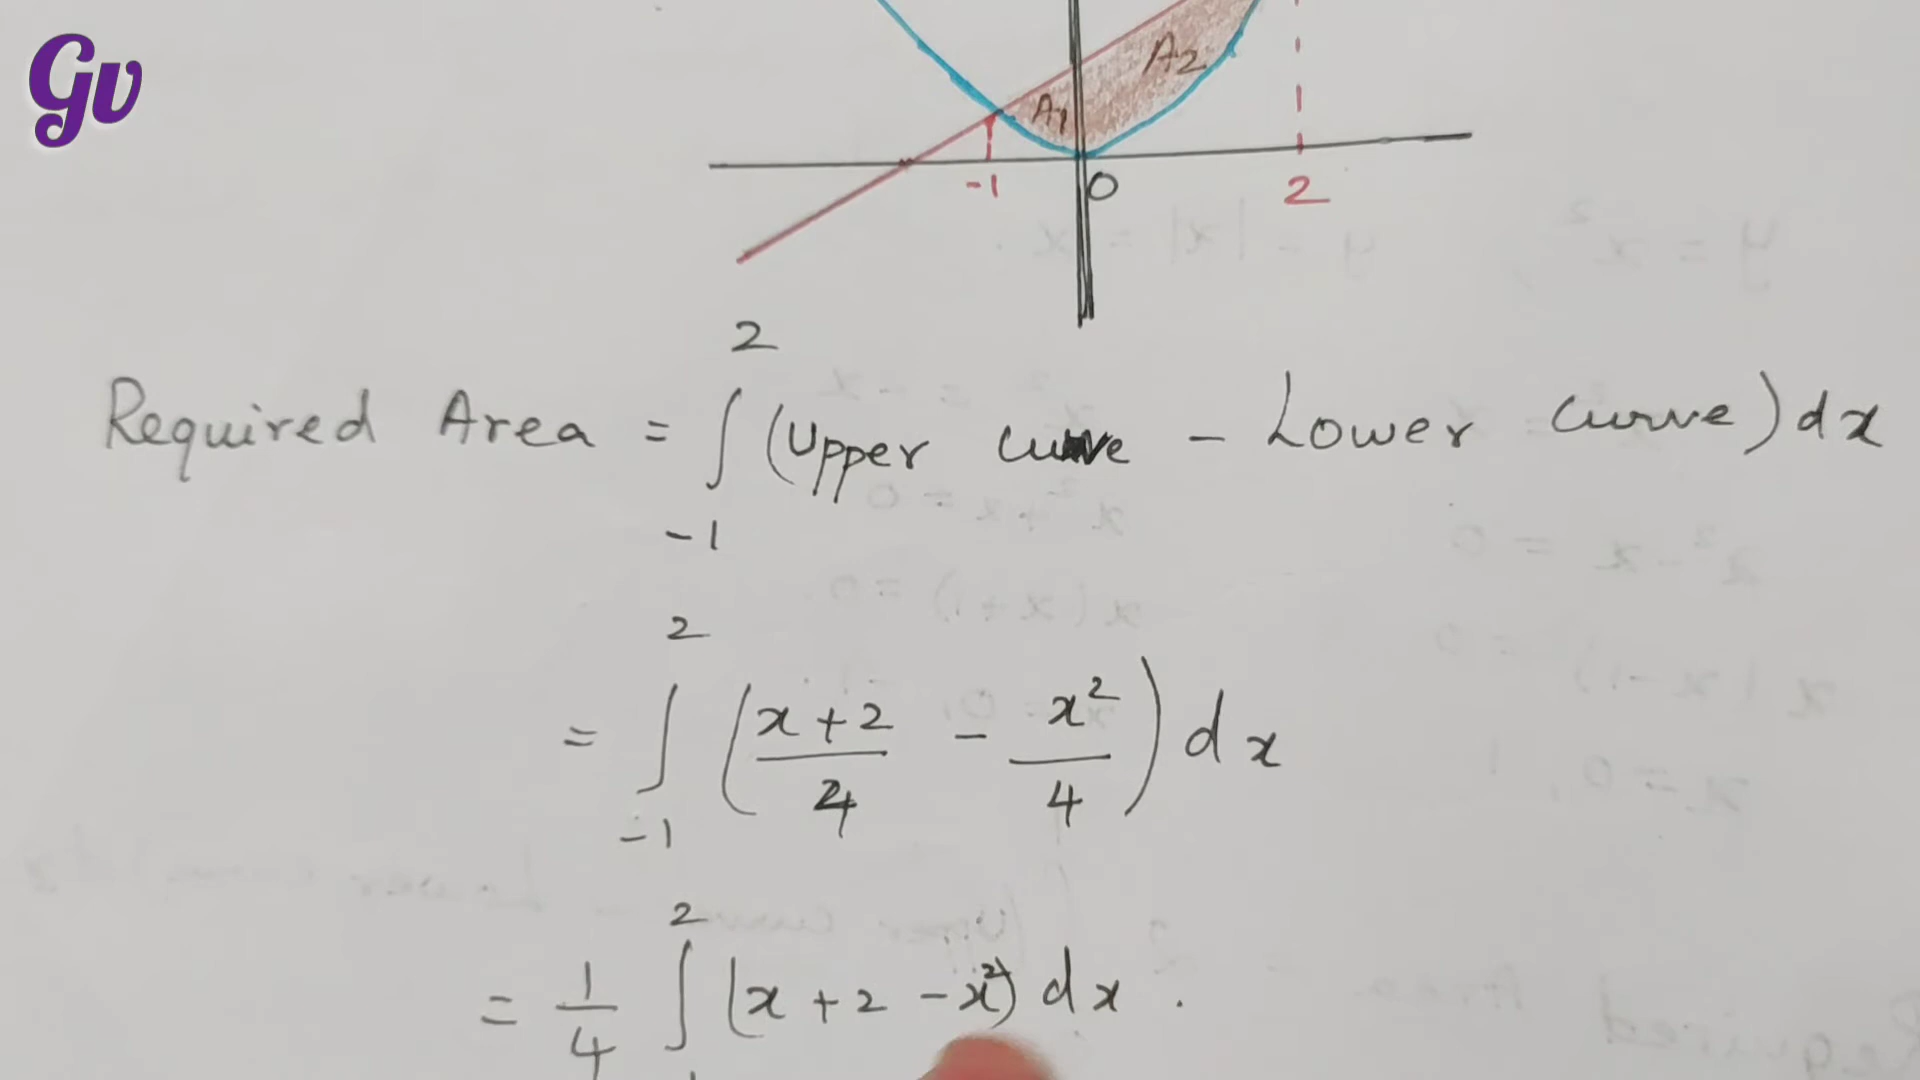 Gv
A1 A2
-1 0 2
Required Area = ∫_{-1}^{2} (Upper curve - Lower curve) dx
= ∫_{-1}^{2} ((x+2)/4 - x²/4) dx
= 1/4 ∫^{2} (x + 2 - x²) dx .